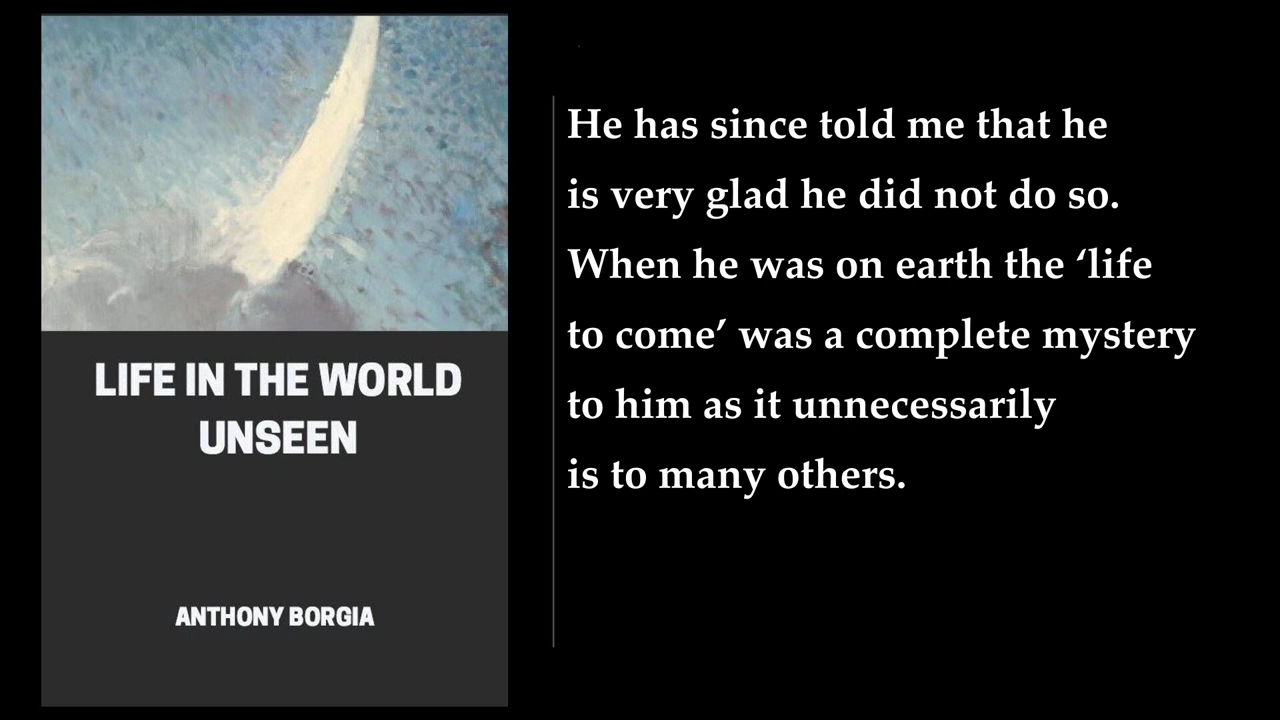 LIFE IN THE WORLD
UNSEEN
ANTHONY BORGIA
He has since told me that he
is very glad he did not do so.
When he was on earth the ‘life
to come’ was a complete mystery
to him as it unnecessarily
is to many others.